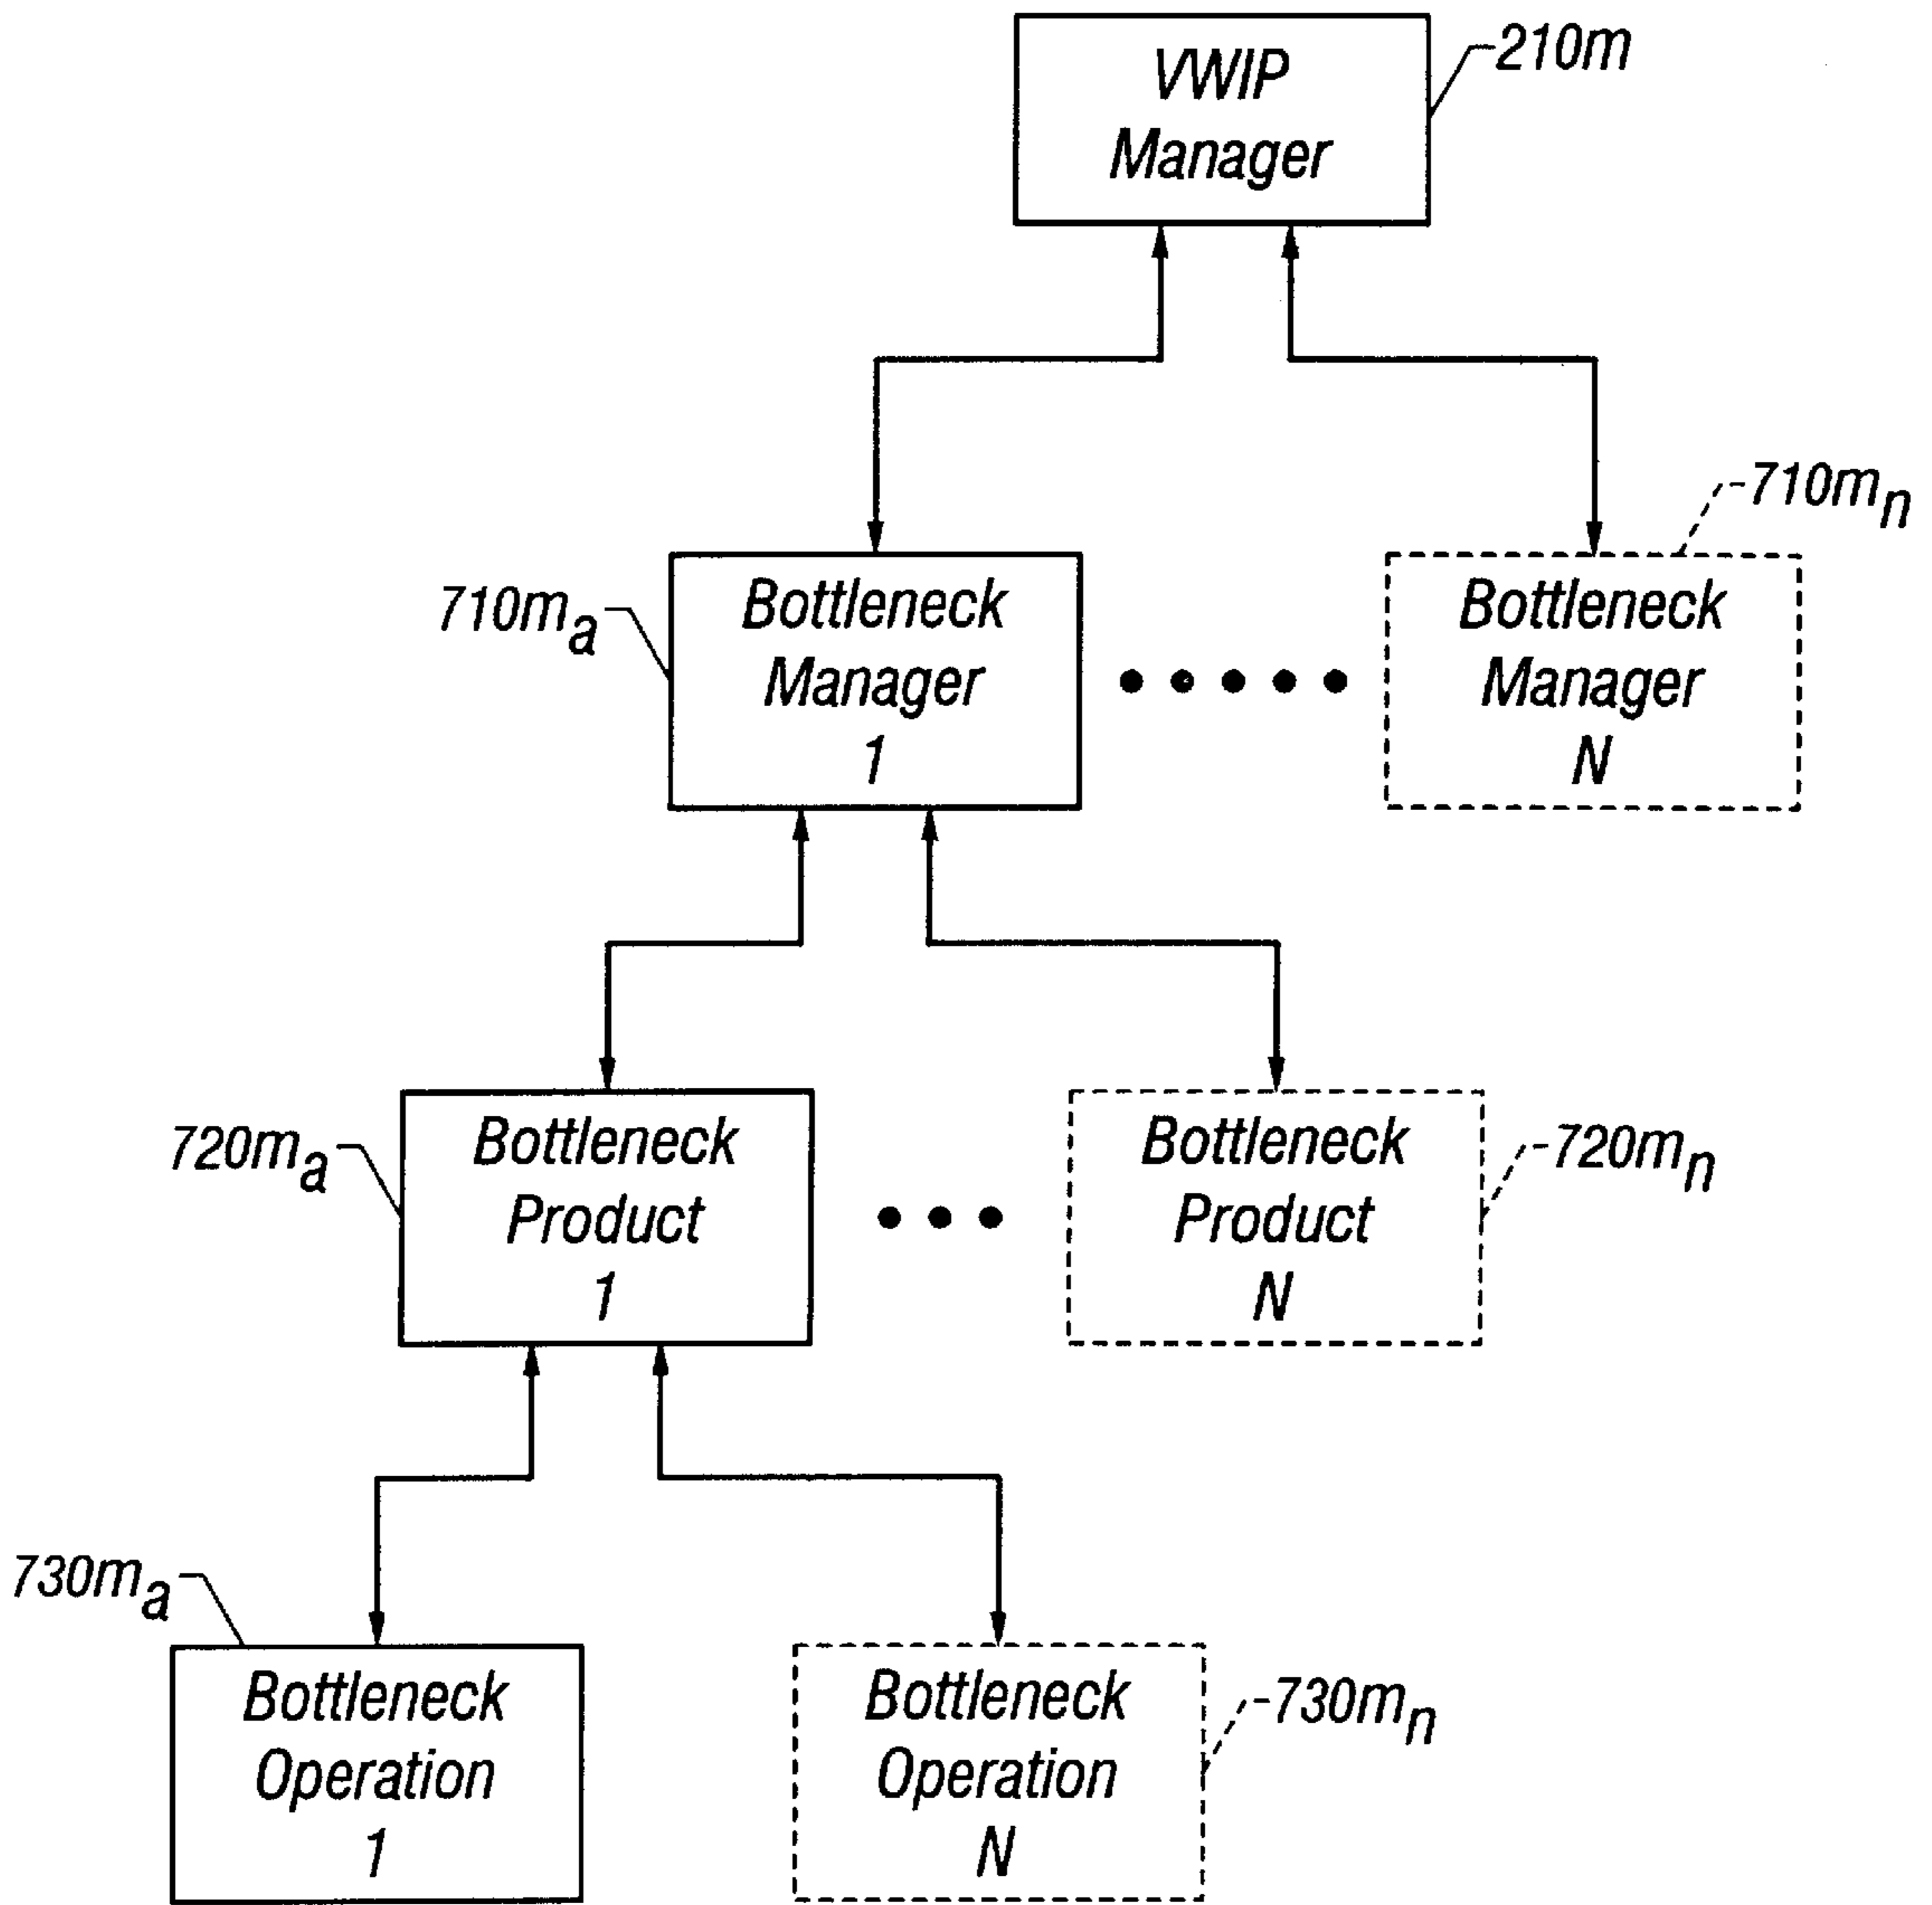 VWIP
Manager
210m
710mn
710ma
Bottleneck
Manager
1
Bottleneck
Manager
N
720ma
Bottleneck
Product
1
Bottleneck
Product
N
720mn
730ma
Bottleneck
Operation
1
Bottleneck
Operation
N
730mn